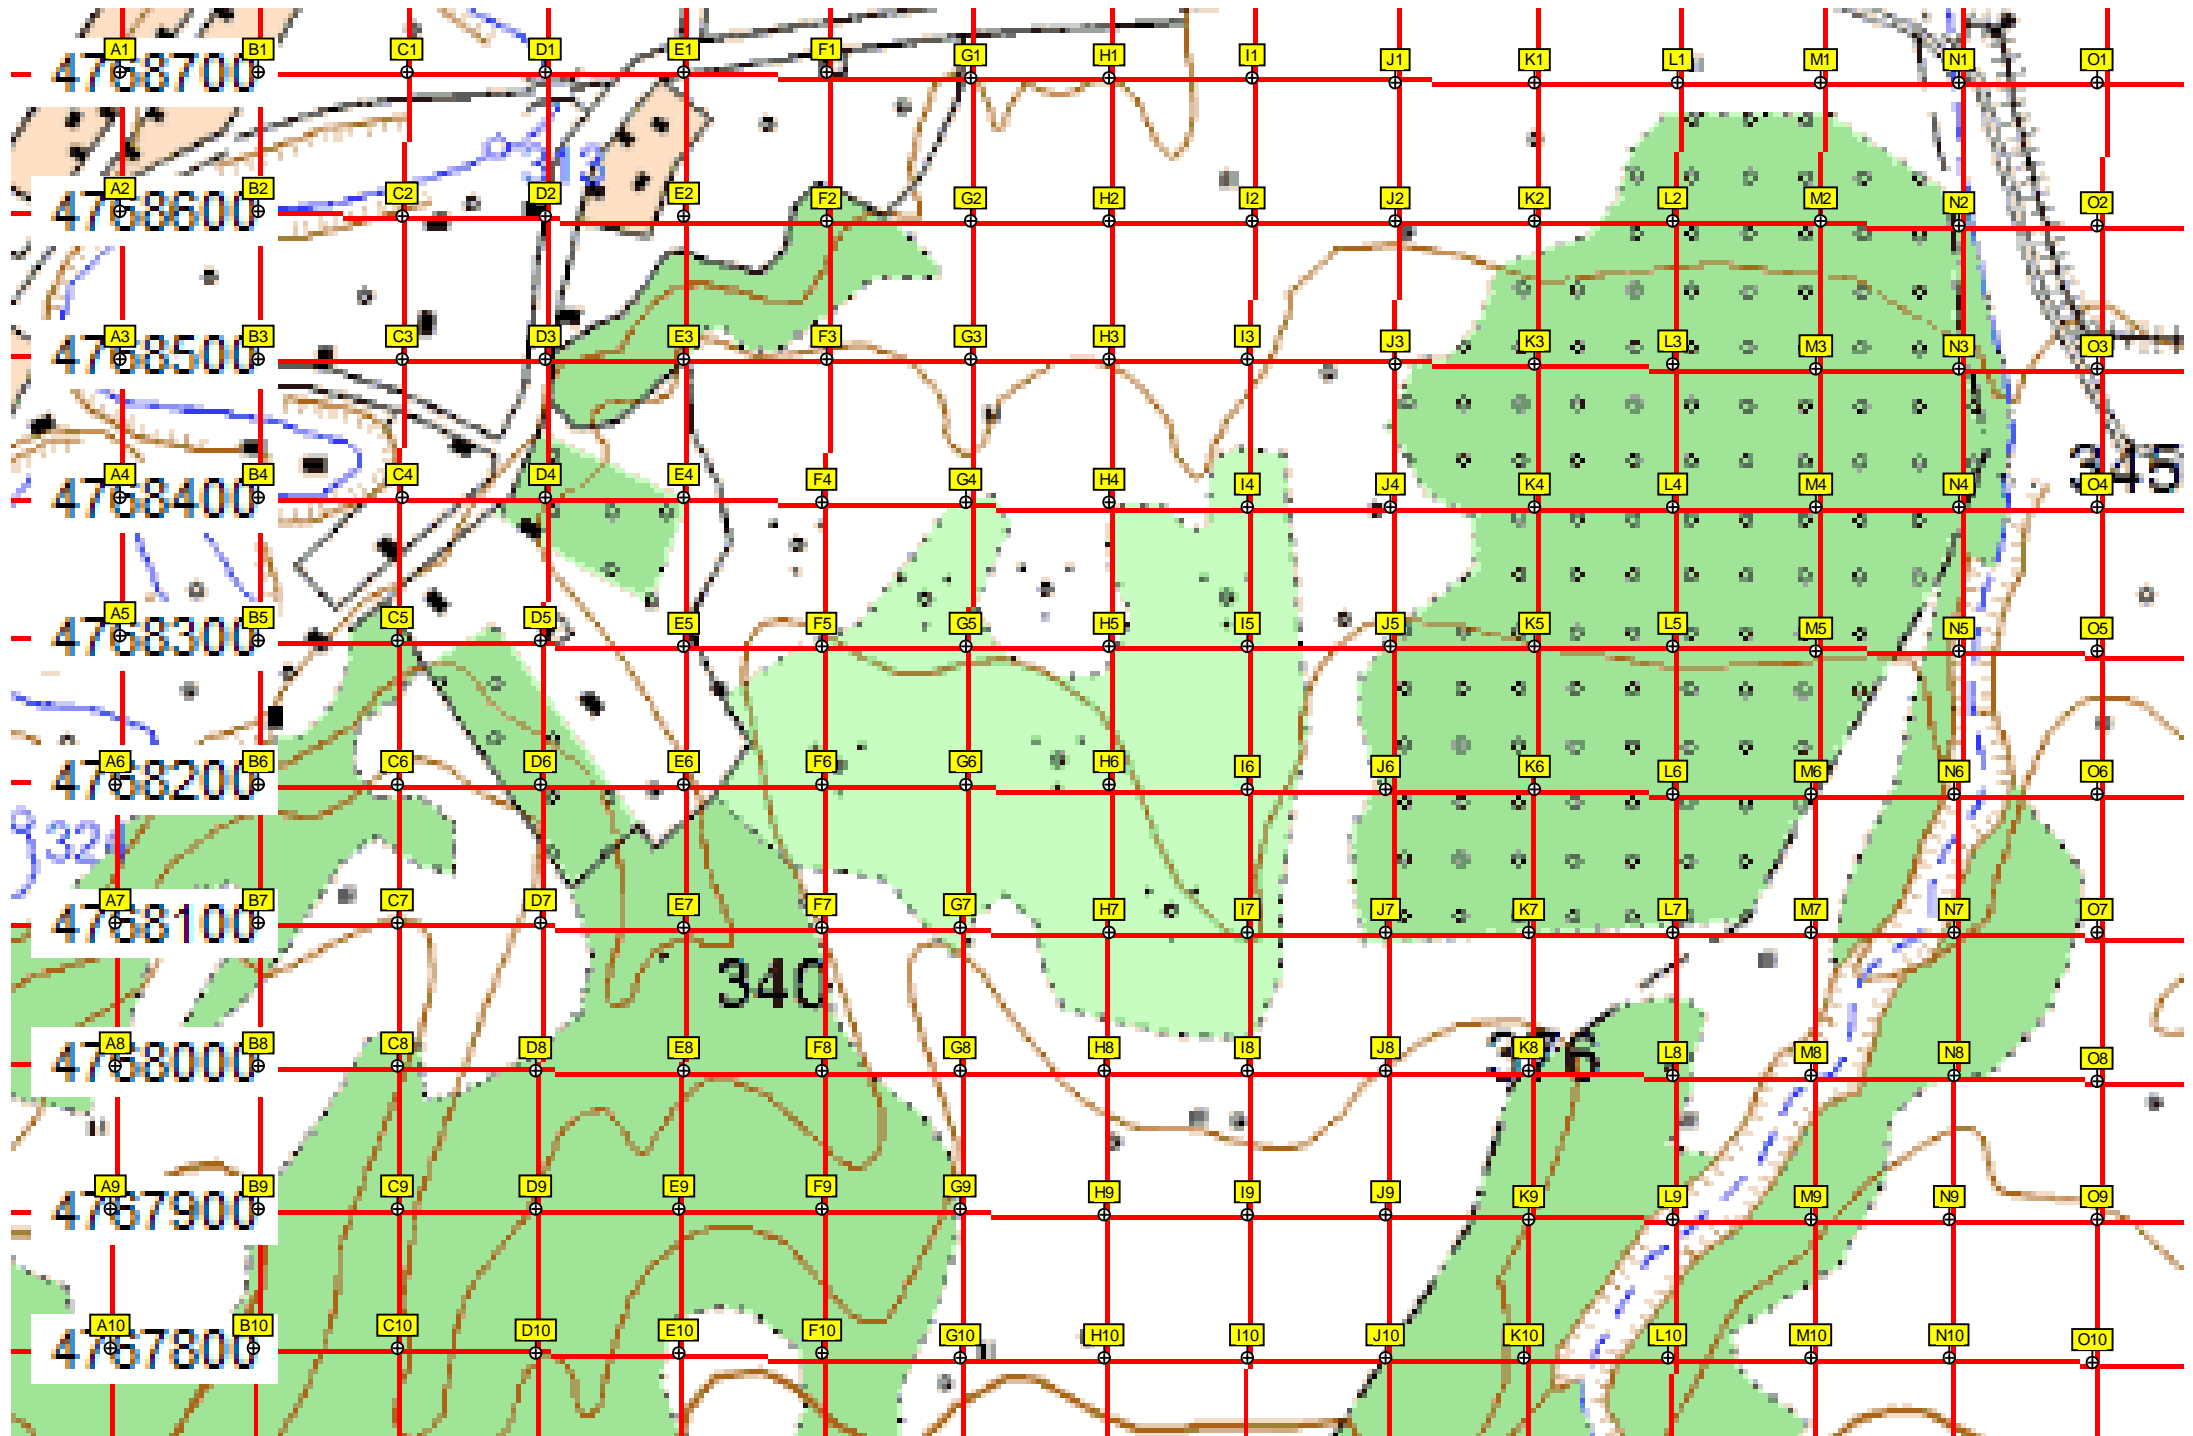 A1 B1 C1 D1 E1 F1 G1 H1 I1 J1 K1 L1 M1 N1 O1
4768700
313
A2 B2 C2 D2 E2 F2 G2 H2 I2 J2 K2 L2 M2 N2 O2
4768600
A3 B3 C3 D3 E3 F3 G3 H3 I3 J3 K3 L3 M3 N3 O3
4768500
345
A4 B4 C4 D4 E4 F4 G4 H4 I4 J4 K4 L4 M4 N4 O4
4768400
A5 B5 C5 D5 E5 F5 G5 H5 I5 J5 K5 L5 M5 N5 O5
4768300
A6 B6 C6 D6 E6 F6 G6 H6 I6 J6 K6 L6 M6 N6 O6
4768200
324
A7 B7 C7 D7 E7 F7 G7 H7 I7 J7 K7 L7 M7 N7 O7
4768100
340
A8 B8 C8 D8 E8 F8 G8 H8 I8 J8 K8 L8 M8 N8 O8
4768000
376
A9 B9 C9 D9 E9 F9 G9 H9 I9 J9 K9 L9 M9 N9 O9
4767900
A10 B10 C10 D10 E10 F10 G10 H10 I10 J10 K10 L10 M10 N10 O10
4767800